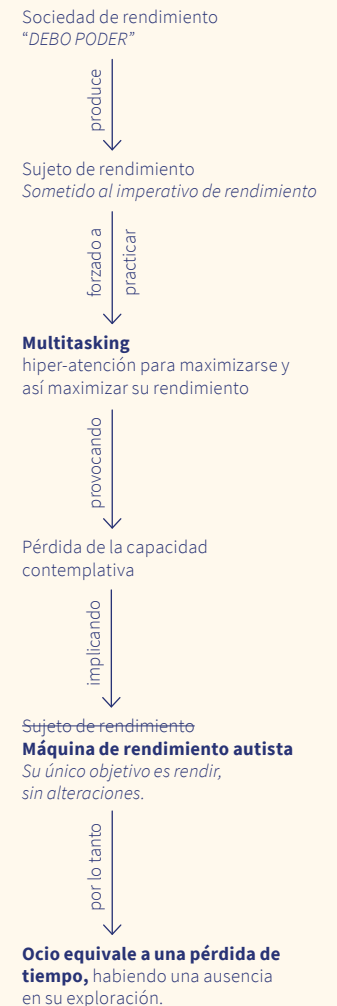 Sociedad de rendimiento
“DEBO PODER”
produce
Sujeto de rendimiento
Sometido al imperativo de rendimiento
forzado a
practicar
Multitasking
hiper-atención para maximizarse y
así maximizar su rendimiento
provocando
Pérdida de la capacidad
contemplativa
implicando
Sujeto de rendimiento
Máquina de rendimiento autista
Su único objetivo es rendir,
sin alteraciones.
por lo tanto
Ocio equivale a una pérdida de
tiempo, habiendo una ausencia
en su exploración.